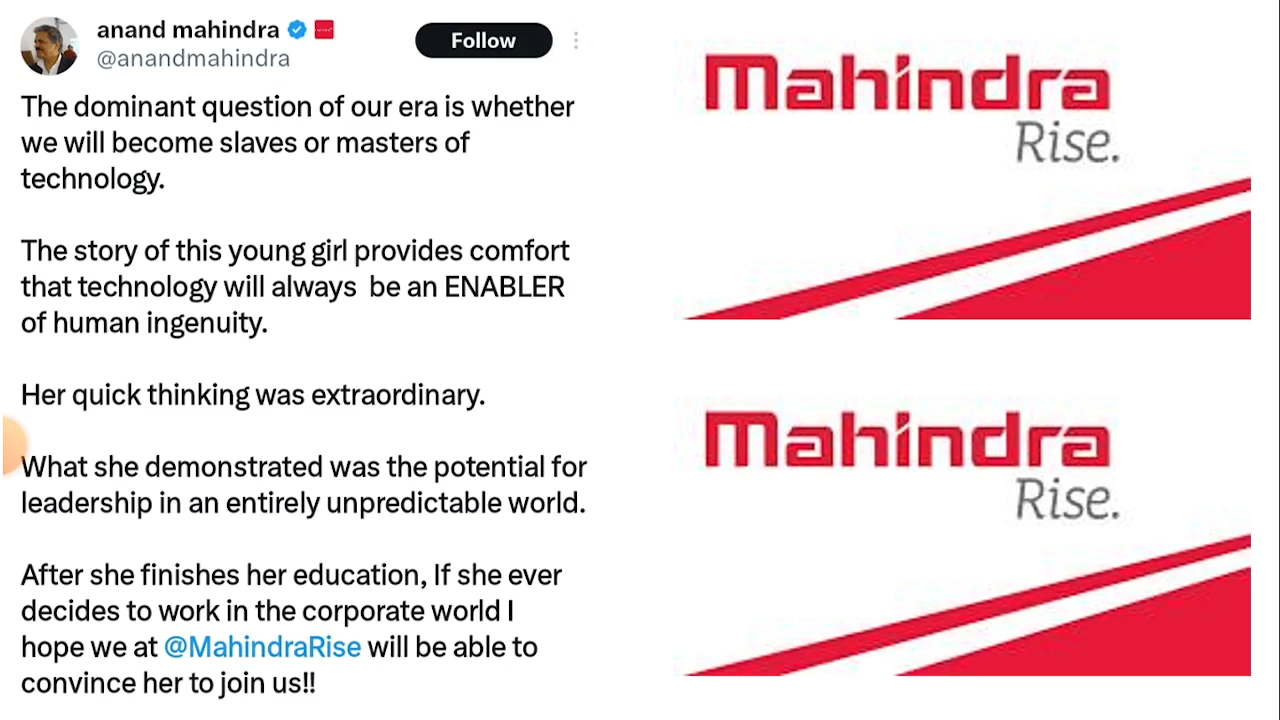 anand mahindra
@anandmahindra
Follow
The dominant question of our era is whether
we will become slaves or masters of
technology.
The story of this young girl provides comfort
that technology will always  be an ENABLER
of human ingenuity.
Her quick thinking was extraordinary.
What she demonstrated was the potential for
leadership in an entirely unpredictable world.
After she finishes her education, If she ever
decides to work in the corporate world I
hope we at @MahindraRise will be able to
convince her to join us!!
Mahindra
Rise.
Mahindra
Rise.